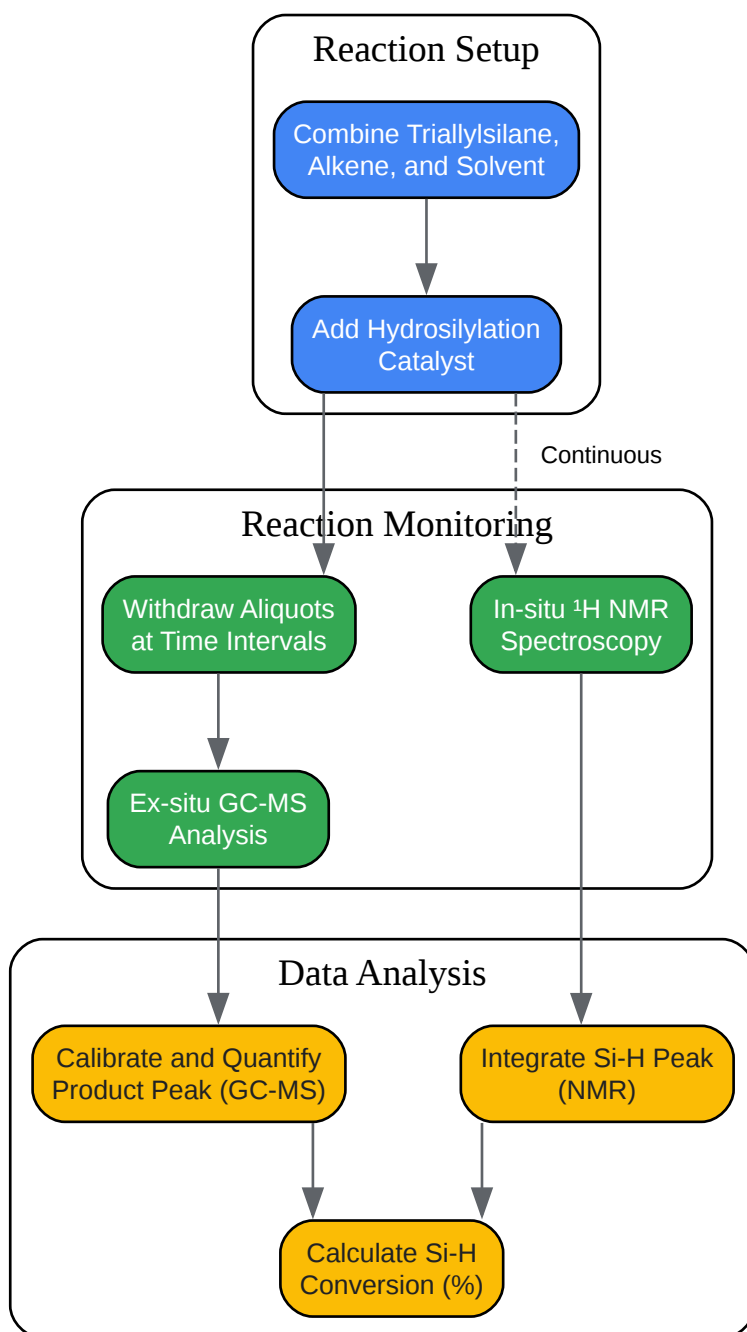 Reaction Setup
Combine Triallylsilane,
Alkene, and Solvent
Add Hydrosilylation
Catalyst
Continuous
Reaction Monitoring
Withdraw Aliquots
at Time Intervals
In-situ ¹H NMR
Spectroscopy
Ex-situ GC-MS
Analysis
Data Analysis
Calibrate and Quantify
Product Peak (GC-MS)
Integrate Si-H Peak
(NMR)
Calculate Si-H
Conversion (%)